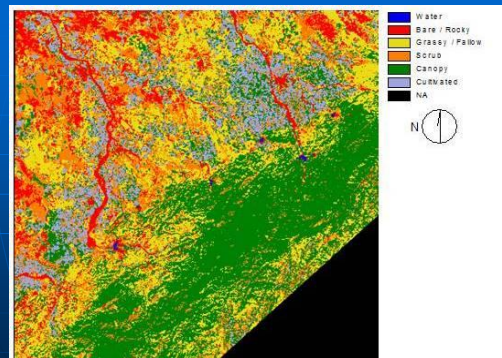 Water
Bare / Rocky
Grassy / Fallow
Scrub
Canopy
Cultivated
NA
N